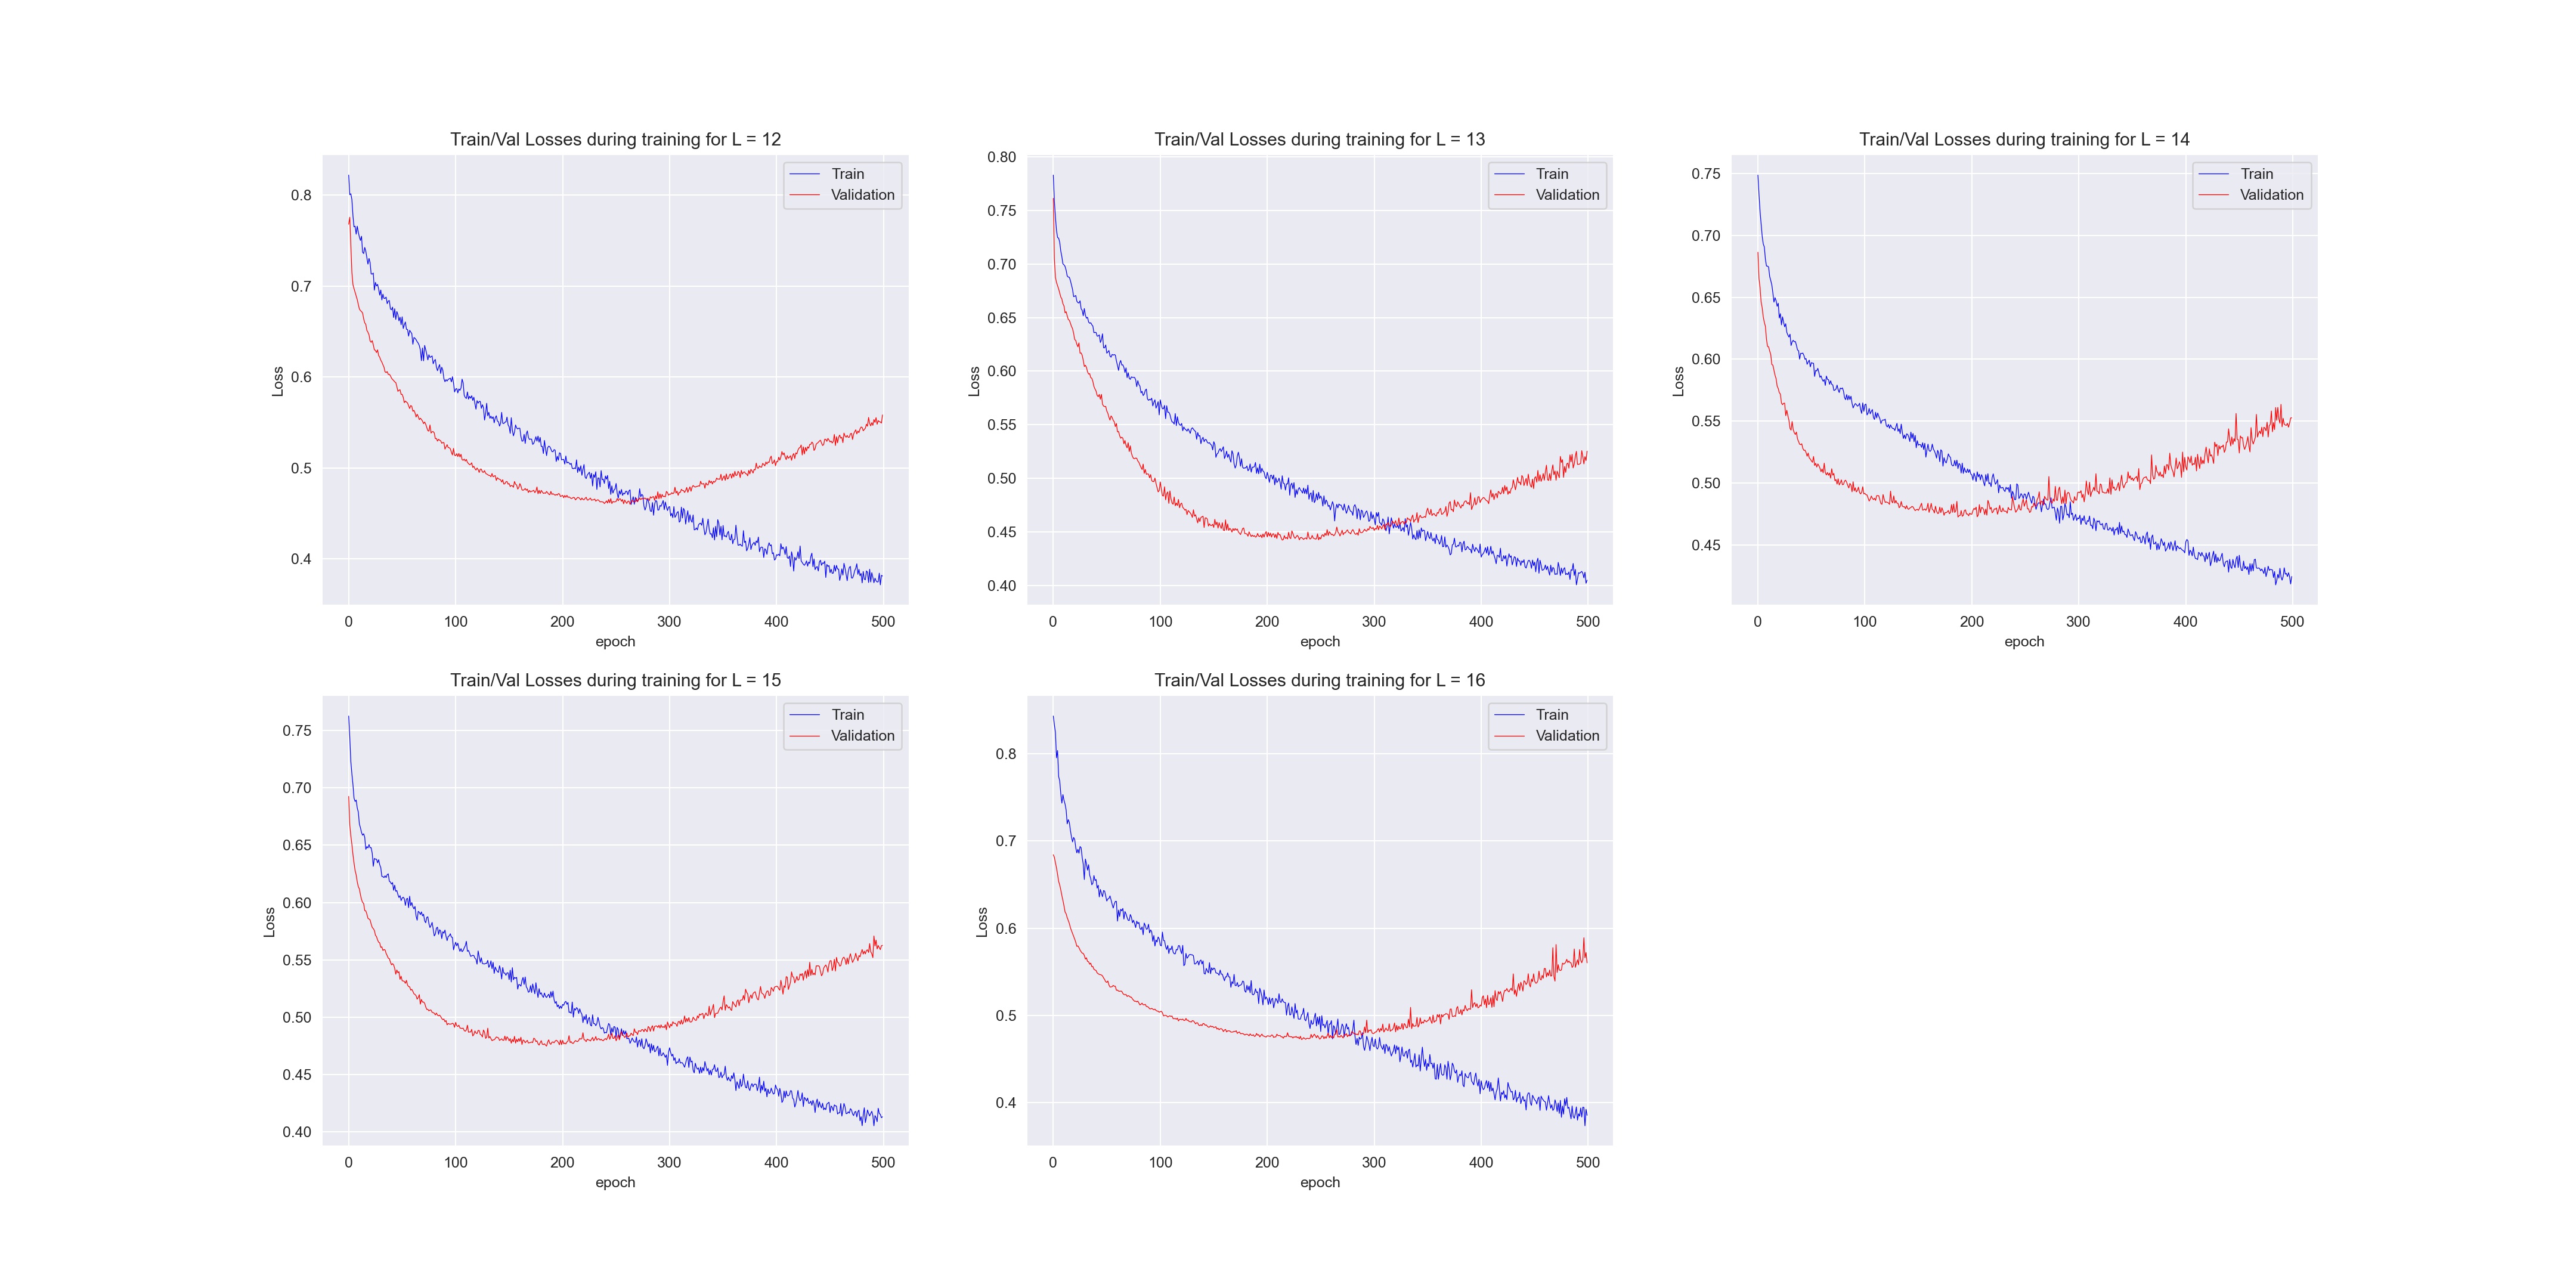 Train/Val Losses during training for L = 12
Train
Validation
0.8
0.7
0.6
0.5
0.4
Loss
0 100 200 300 400 500
epoch
Train/Val Losses during training for L = 13
Train
Validation
0.80
0.75
0.70
0.65
0.60
0.55
0.50
0.45
0.40
Loss
0 100 200 300 400 500
epoch
Train/Val Losses during training for L = 14
Train
Validation
0.75
0.70
0.65
0.60
0.55
0.50
0.45
Loss
0 100 200 300 400 500
epoch
Train/Val Losses during training for L = 15
Train
Validation
0.75
0.70
0.65
0.60
0.55
0.50
0.45
0.40
Loss
0 100 200 300 400 500
epoch
Train/Val Losses during training for L = 16
Train
Validation
0.8
0.7
0.6
0.5
0.4
Loss
0 100 200 300 400 500
epoch